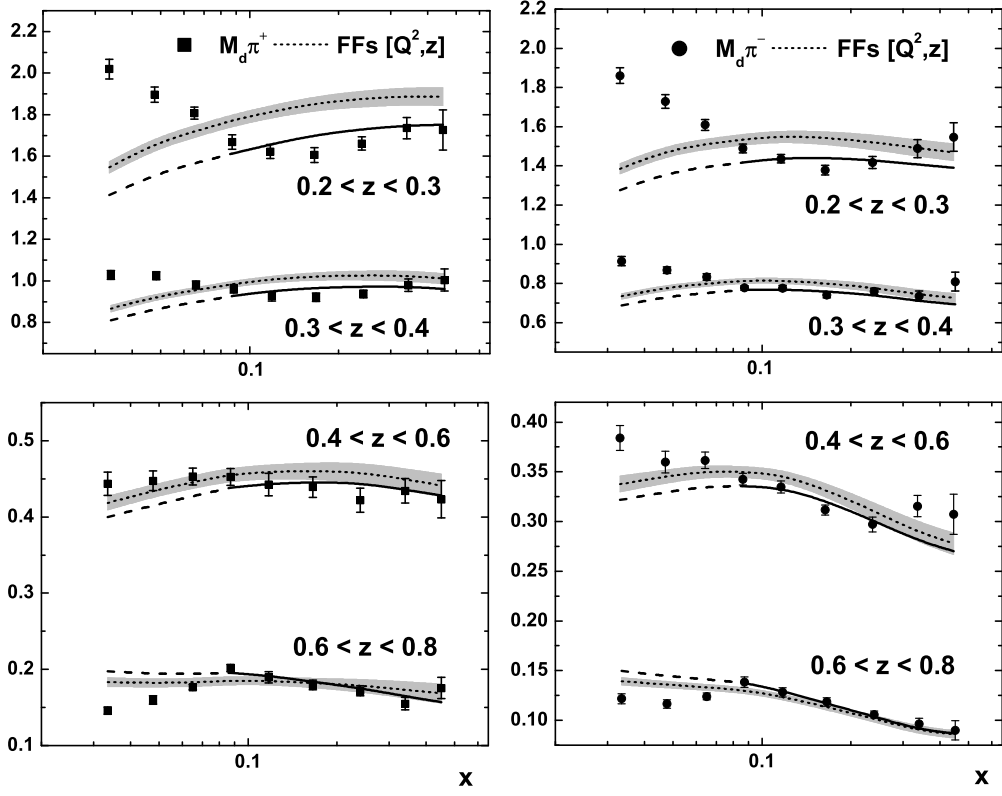 M_d π^+ FFs [Q^2,z]
2.2
2.0
1.8
1.6
1.4
1.2
1.0
0.8
0.2 < z < 0.3
0.3 < z < 0.4
0.1
M_d π^- FFs [Q^2,z]
2.2
2.0
1.8
1.6
1.4
1.2
1.0
0.8
0.6
0.2 < z < 0.3
0.3 < z < 0.4
0.1
0.5
0.4
0.3
0.2
0.1
0.4 < z < 0.6
0.6 < z < 0.8
0.1
x
0.40
0.35
0.30
0.25
0.20
0.15
0.10
0.4 < z < 0.6
0.6 < z < 0.8
0.1
x